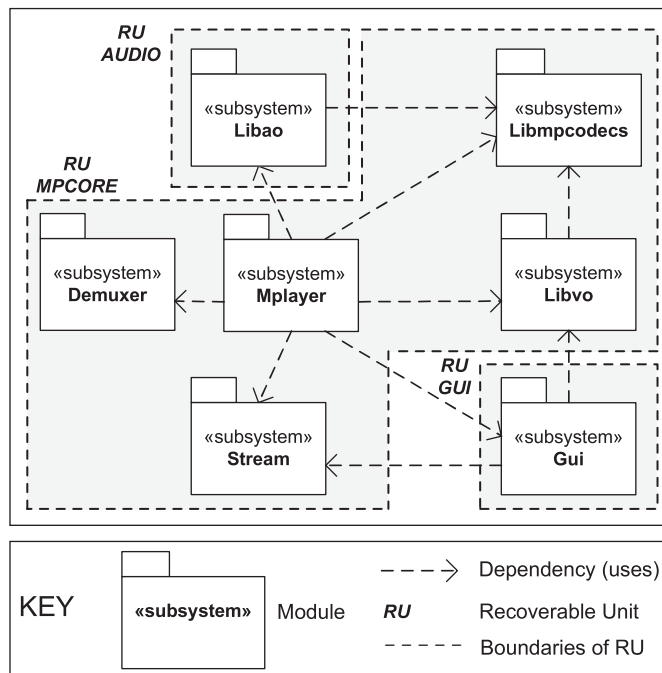 RU
AUDIO
«subsystem»
Libao
«subsystem»
Libmpcodecs
RU
MPCORE
«subsystem»
Demuxer
«subsystem»
Mplayer
«subsystem»
Libvo
RU
GUI
«subsystem»
Stream
«subsystem»
Gui
KEY
«subsystem»
Module
Dependency (uses)
RU Recoverable Unit
Boundaries of RU